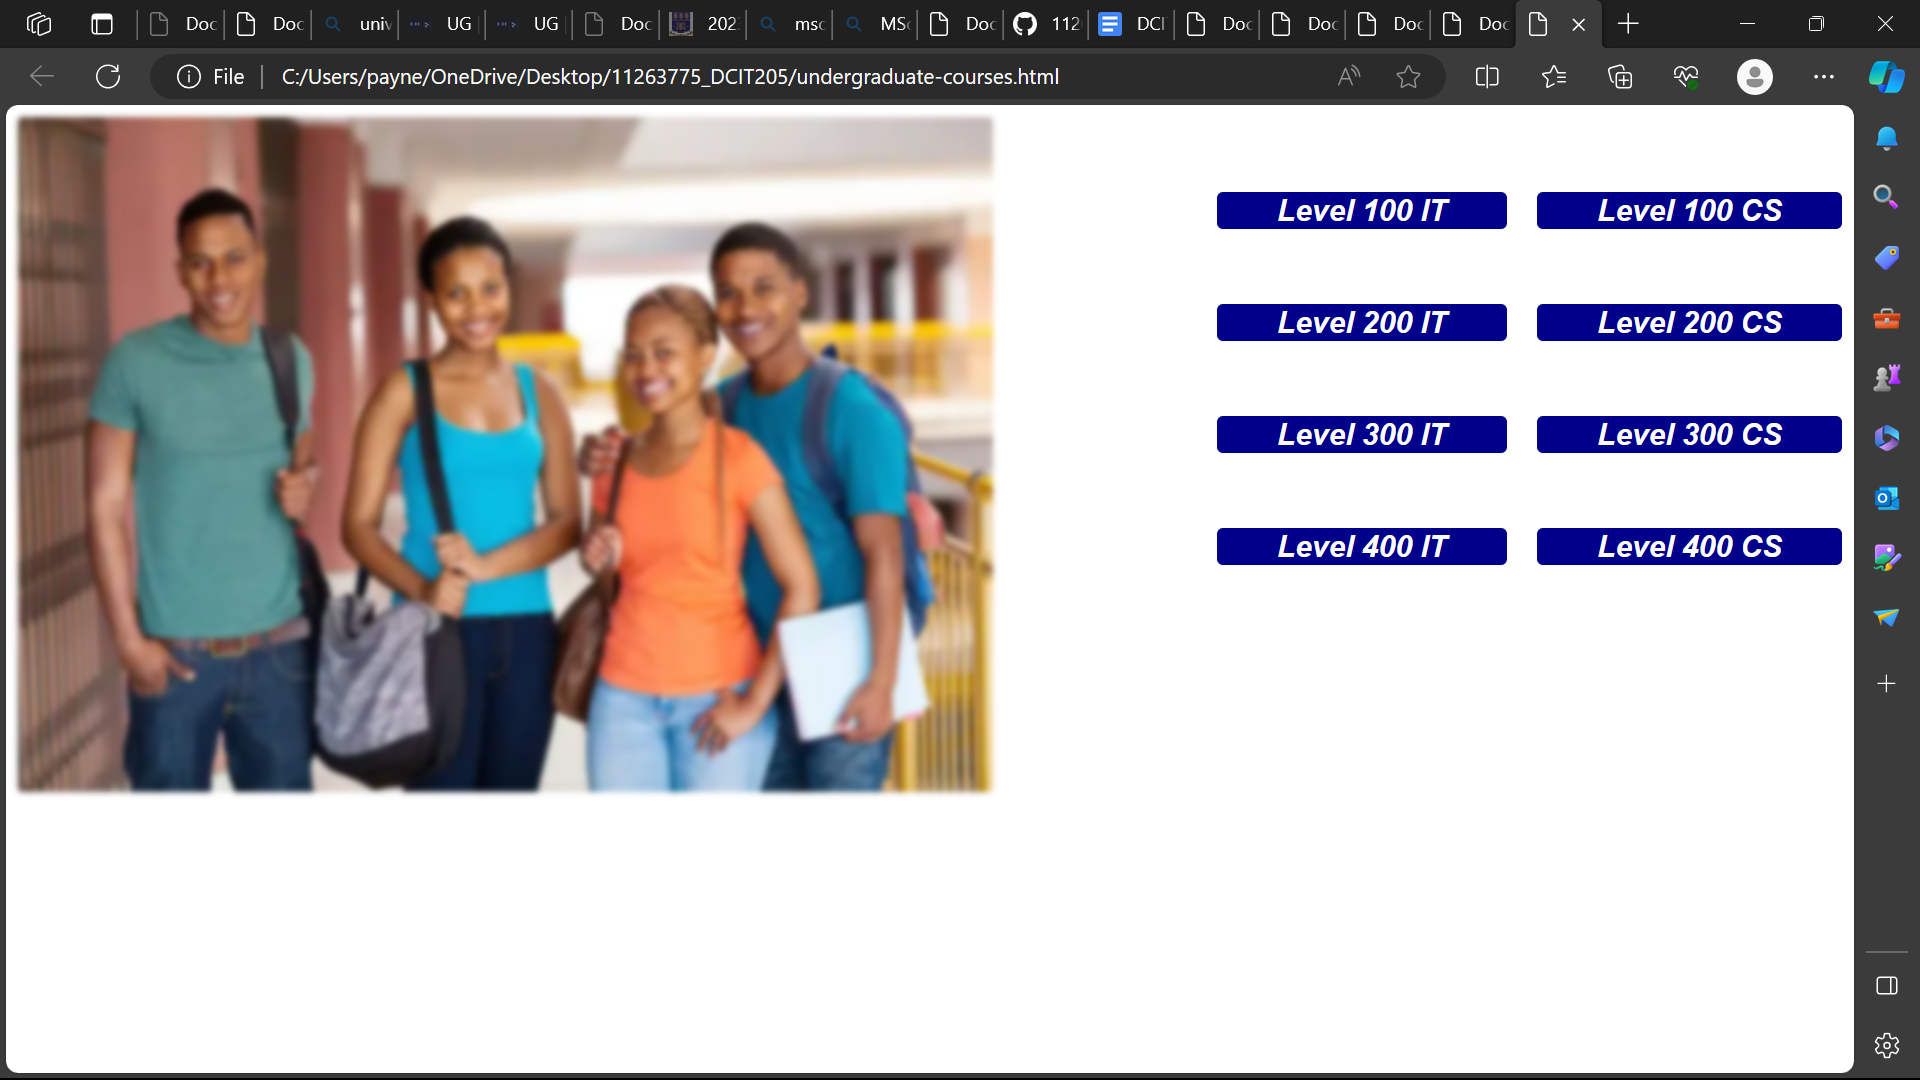 Doc Doc univ UG UG Doc 202 msc MSc Doc 112 DCI Doc Doc Doc Doc
File C:/Users/payne/OneDrive/Desktop/11263775_DCIT205/undergraduate-courses.html
Level 100 IT Level 100 CS
Level 200 IT Level 200 CS
Level 300 IT Level 300 CS
Level 400 IT Level 400 CS